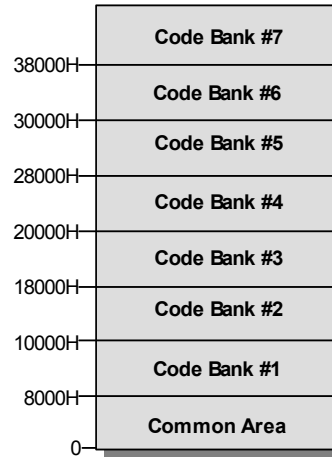 Code Bank #7
38000H
Code Bank #6
30000H
Code Bank #5
28000H
Code Bank #4
20000H
Code Bank #3
18000H
Code Bank #2
10000H
Code Bank #1
8000H
Common Area
0